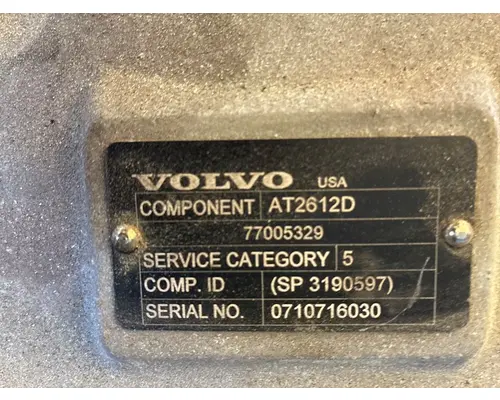 VOLVO USA
COMPONENT AT2612D
77005329
SERVICE CATEGORY 5
COMP. ID (SP 3190597)
SERIAL NO. 0710716030